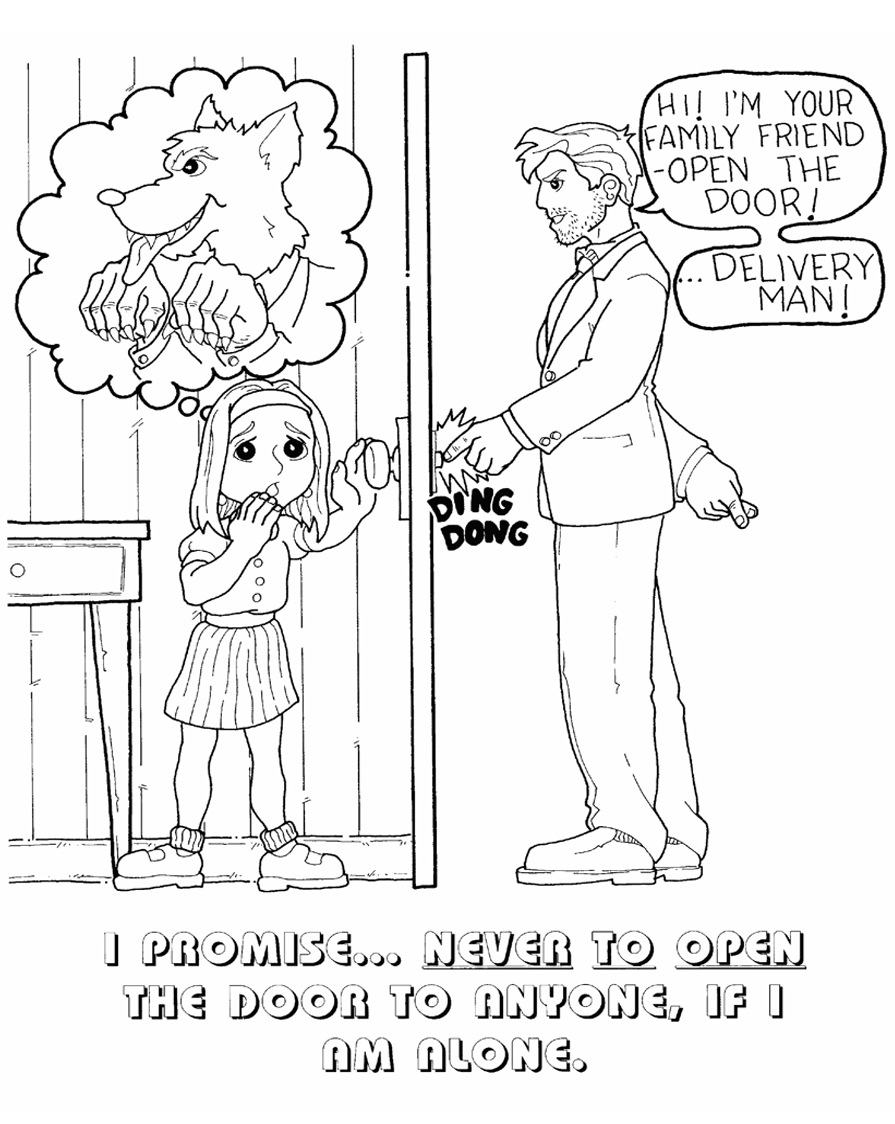 HI! I'M YOUR
FAMILY FRIEND
-OPEN THE
DOOR!
...DELIVERY
MAN!
DING
DONG
I PROMISE... NEVER TO OPEN
THE DOOR TO ANYONE, IF I
AM ALONE.